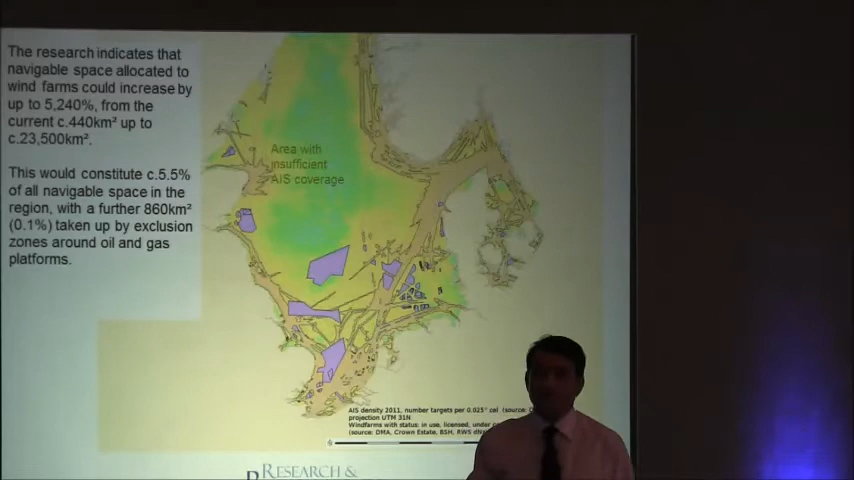 The research indicates that
navigable space allocated to
wind farms could increase by
up to 5,240%, from the
current c.440km² up to
c.23,500km².
This would constitute c.5.5%
of all navigable space in the
region, with a further 860km²
(0.1%) taken up by exclusion
zones around oil and gas
platforms.
Area with
insufficient
AIS coverage
AIS density 2011, number targets per 0.025° cel (source:
projection UTM 31N
Windfarms with status: in use, licensed, under
(source: DMA, Crown Estate, BSH, RWS
RESEARCH &